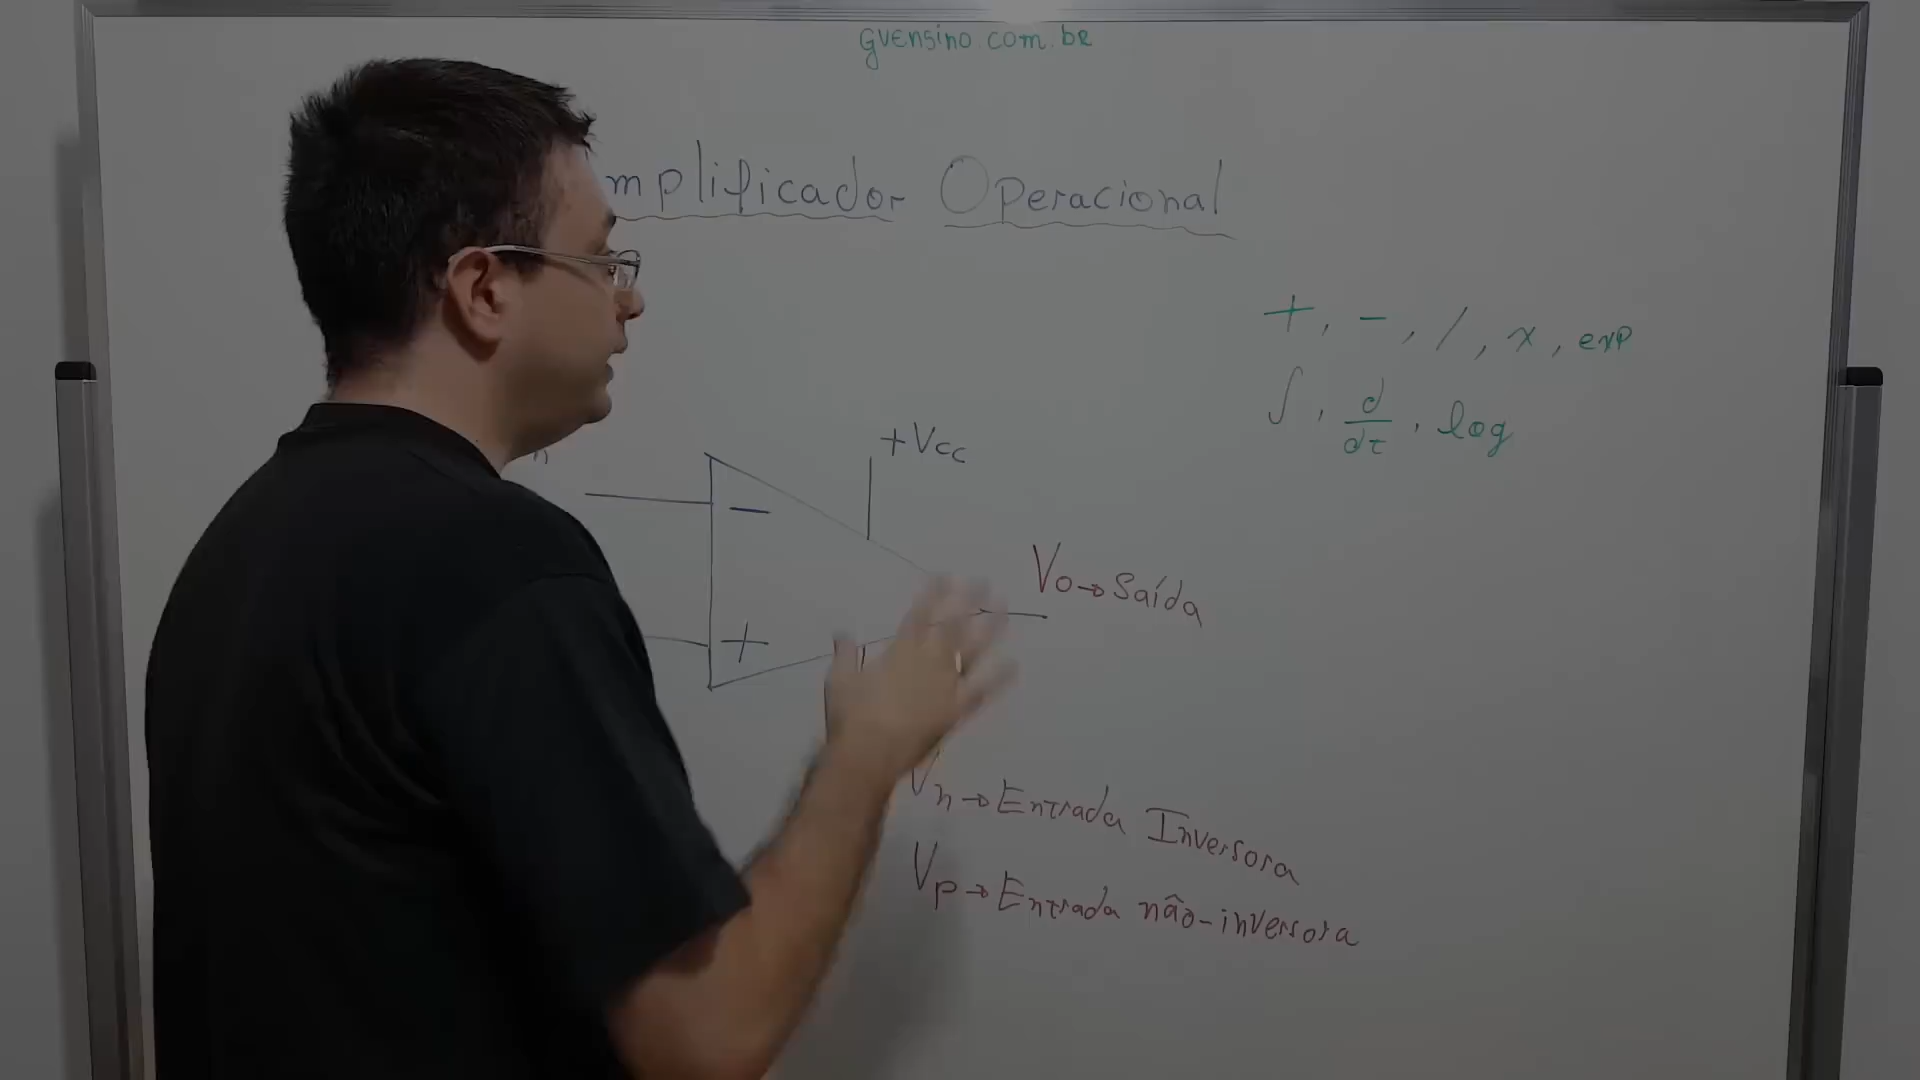 gvensino.com.br
mplificador Operacional
+, -, /, x, exp
∫, d/dt, log
+Vcc
n
-
Vo→Saída
+
Vn→Entrada Inversora
Vp→Entrada não-inversora